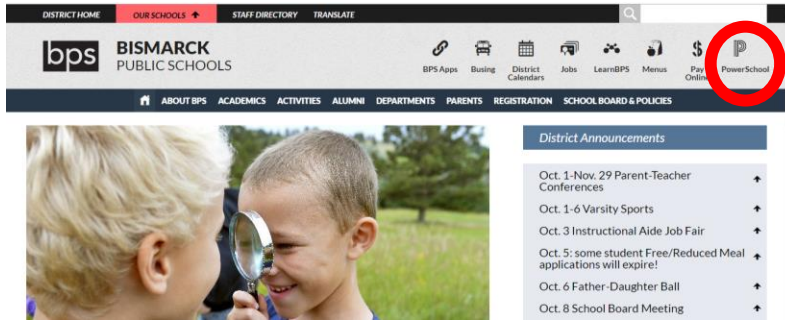 DISTRICT HOME OUR SCHOOLS STAFF DIRECTORY TRANSLATE
bps BISMARCK
PUBLIC SCHOOLS
BPS Apps Busing District Calendars Jobs LearnBPS Menus Pay Online PowerSchool
ABOUT BPS ACADEMICS ACTIVITIES ALUMNI DEPARTMENTS PARENTS REGISTRATION SCHOOL BOARD & POLICIES
District Announcements
Oct. 1-Nov. 29 Parent-Teacher
Conferences
Oct. 1-6 Varsity Sports
Oct. 3 Instructional Aide Job Fair
Oct. 5: some student Free/Reduced Meal
applications will expire!
Oct. 6 Father-Daughter Ball
Oct. 8 School Board Meeting